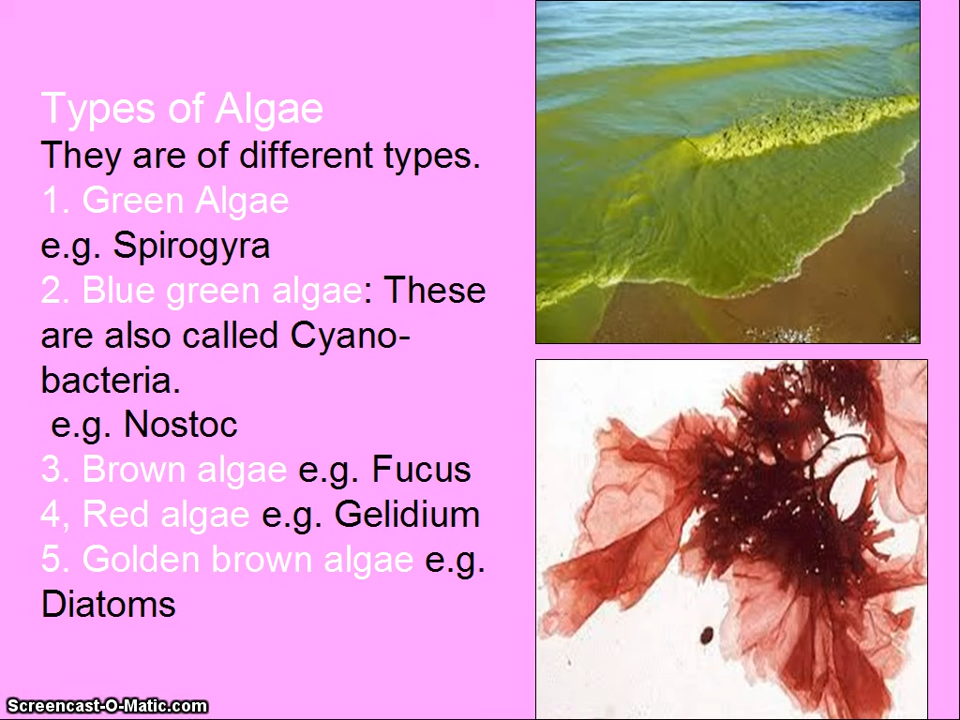 Types of Algae
They are of different types.
1. Green Algae
e.g. Spirogyra
2. Blue green algae: These
are also called Cyano-
bacteria.
e.g. Nostoc
3. Brown algae e.g. Fucus
4, Red algae e.g. Gelidium
5. Golden brown algae e.g.
Diatoms
Screencast-O-Matic.com